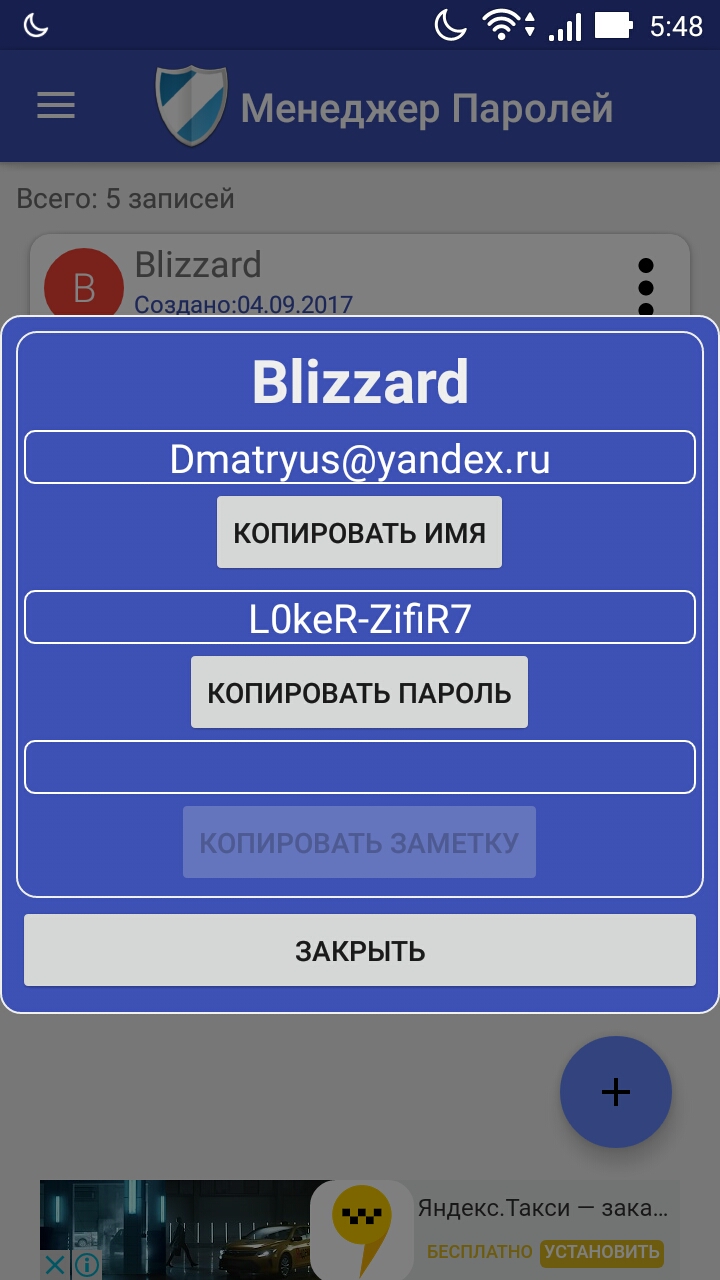 5:48
Менеджер Паролей
Всего: 5 записей
B
Blizzard
Создано:04.09.2017
Blizzard
Dmatryus@yandex.ru
КОПИРОВАТЬ ИМЯ
L0keR-ZifiR7
КОПИРОВАТЬ ПАРОЛЬ
КОПИРОВАТЬ ЗАМЕТКУ
ЗАКРЫТЬ
+
Яндекс.Такси — зака...
БЕСПЛАТНО УСТАНОВИТЬ